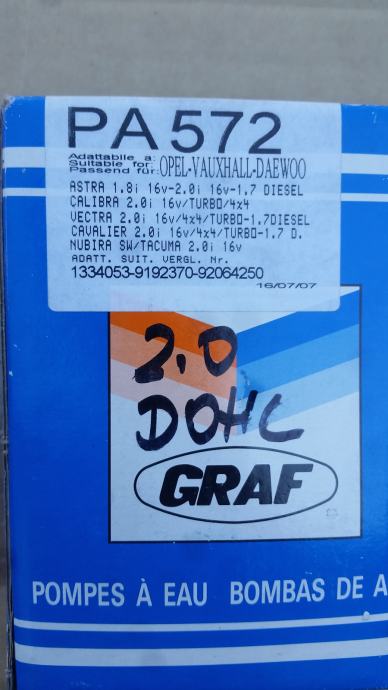 PA572
Adattabile a:
Suitable for: OPEL-VAUXHALL-DAEWOO
Passend für:
ASTRA 1.8i 16v-2.0i 16v-1.7 DIESEL
CALIBRA 2.0i 16v/TURBO/4x4
VECTRA 2.0i 16v/4x4/TURBO-1.7DIESEL
CAVALIER 2.0i 16v/4x4/TURBO-1.7 D.
NUBIRA SW/TACUMA 2.0i 16v
ADATT. SUIT. VERGL. Nr.
1334053-9192370-92064250
16/07/07
2,0
DOHC
GRAF
POMPES À EAU BOMBAS DE A